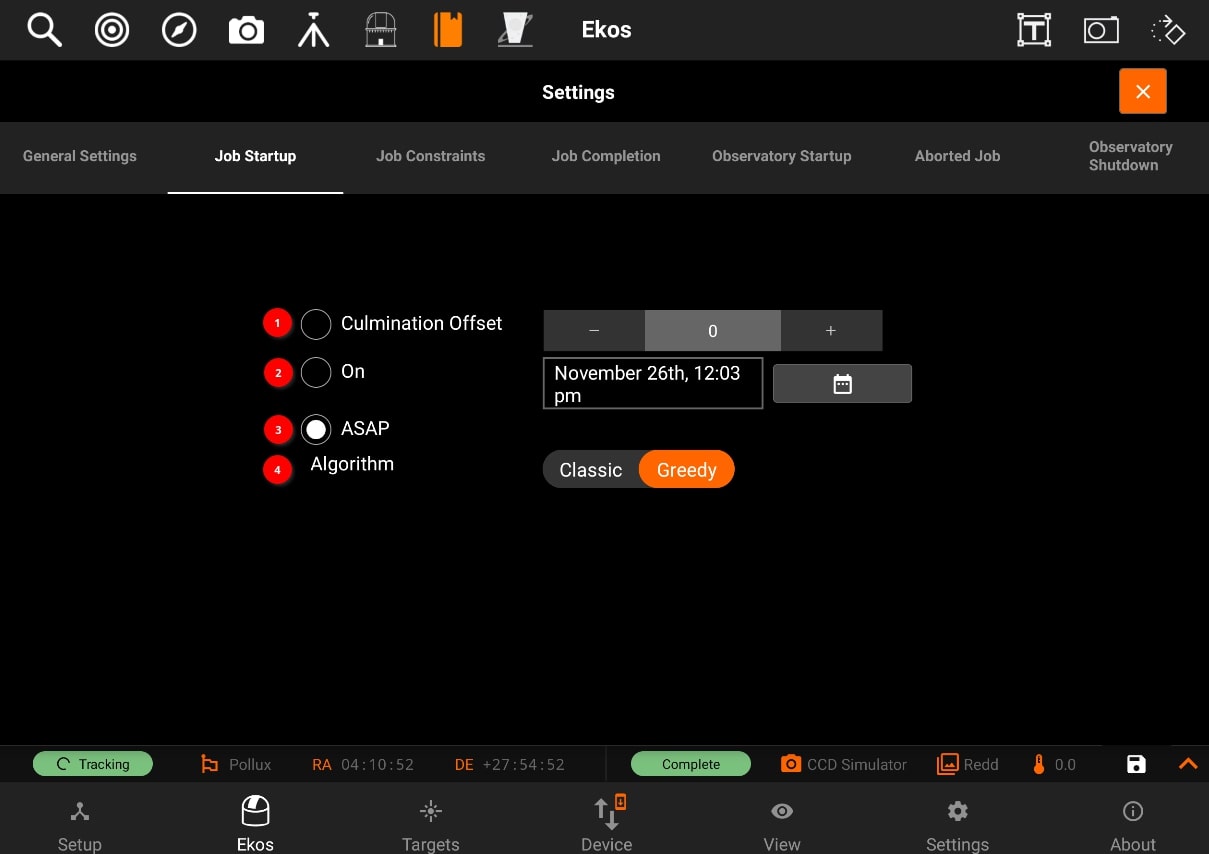 Ekos
Settings
General Settings
Job Startup
Job Constraints
Job Completion
Observatory Startup
Aborted Job
Observatory
Shutdown
1
Culmination Offset
−
0
+
2
On
November 26th, 12:03
pm
3
ASAP
4
Algorithm
Classic
Greedy
Tracking
Pollux
RA 04:10:52
DE +27:54:52
Complete
CCD Simulator
Redd
0.0
Setup
Ekos
Targets
Device
View
Settings
About